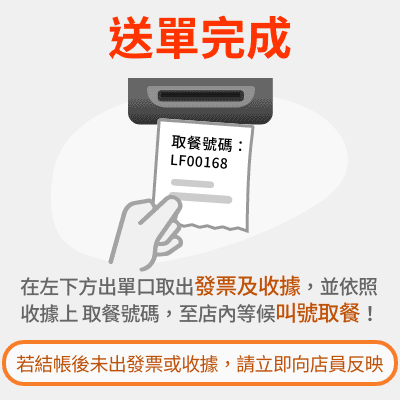 送單完成
取餐號碼：
LF00168
在左下方出單口取出發票及收據，並依照
收據上 取餐號碼，至店內等候叫號取餐！
若結帳後未出發票或收據，請立即向店員反映